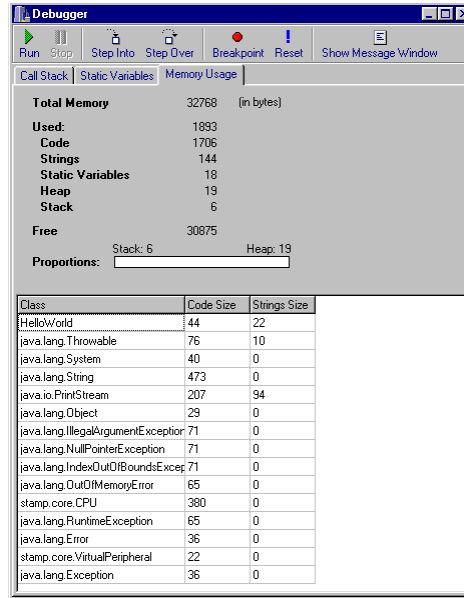 Debugger
Run Stop Step Into Step Over Breakpoint Reset Show Message Window
Call Stack Static Variables Memory Usage
Total Memory 32768 (in bytes)
Used: 1893
Code 1706
Strings 144
Static Variables 18
Heap 19
Stack 6
Free 30875
Stack: 6 Heap: 19
Proportions:
Class Code Size Strings Size
HelloWorld 44 22
java.lang.Throwable 76 10
java.lang.System 40 0
java.lang.String 473 0
java.io.PrintStream 207 94
java.lang.Object 29 0
java.lang.IllegalArgumentException 71 0
java.lang.NullPointerException 71 0
java.lang.IndexOutOfBoundsExcep 71 0
java.lang.OutOfMemoryError 65 0
stamp.core.CPU 380 0
java.lang.RuntimeException 65 0
java.lang.Error 36 0
stamp.core.VirtualPeripheral 22 0
java.lang.Exception 36 0